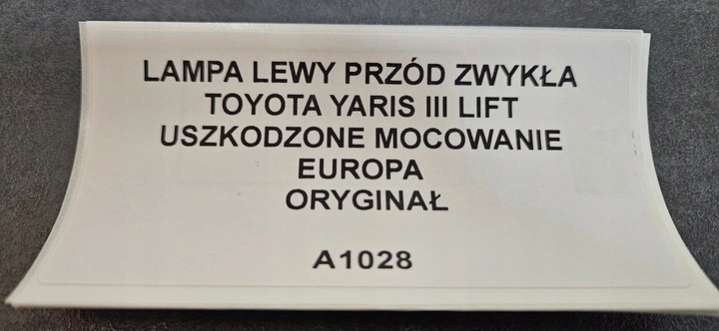 LAMPA LEWY PRZÓD ZWYKŁA
TOYOTA YARIS III LIFT
USZKODZONE MOCOWANIE
EUROPA
ORYGINAŁ
A1028